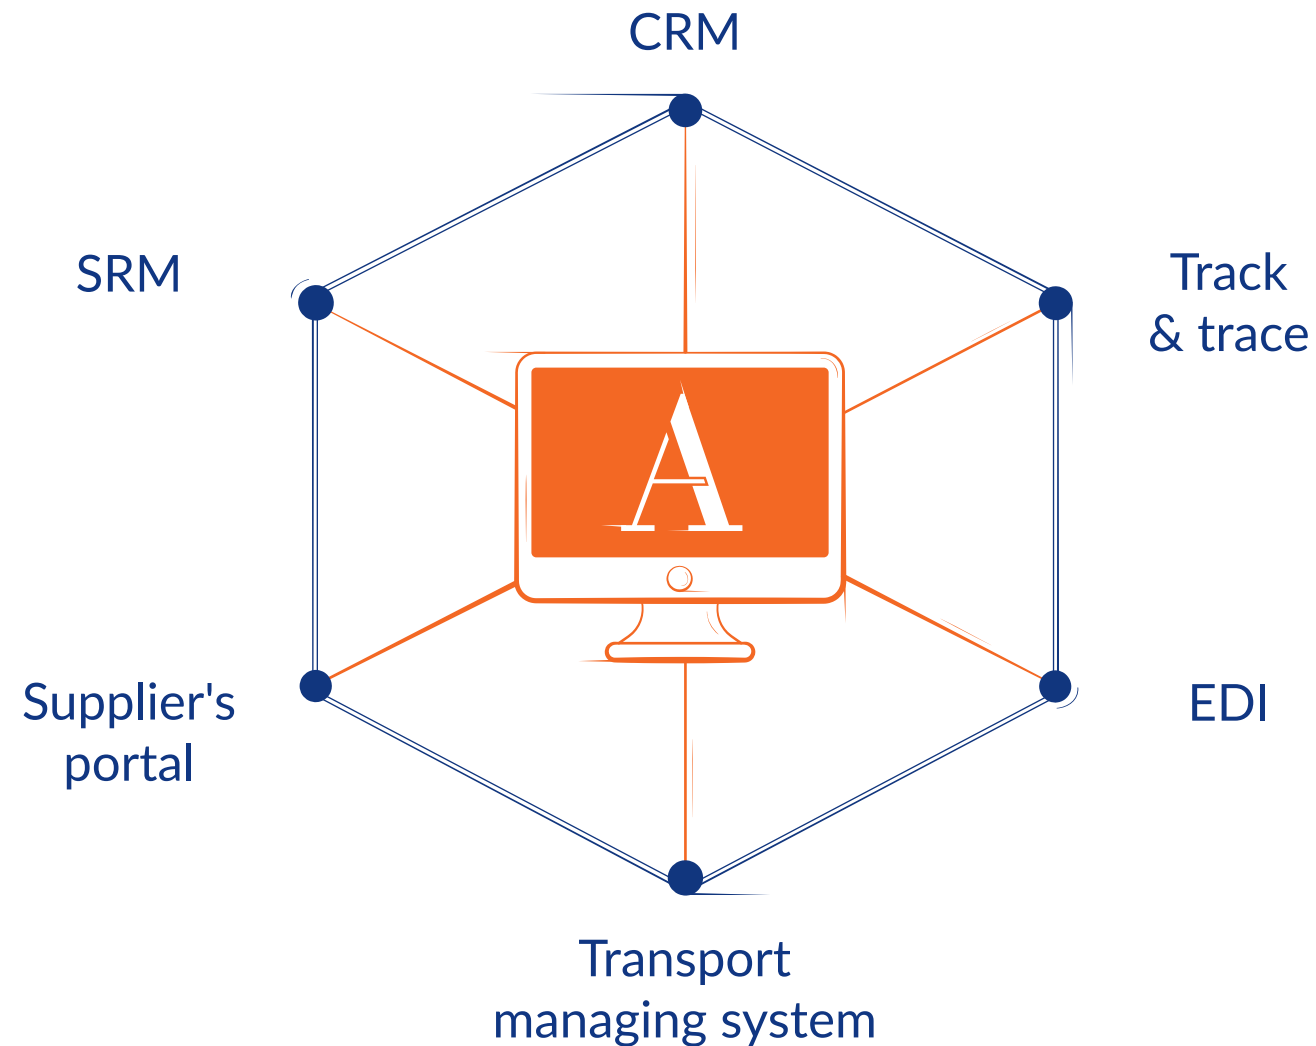 CRM
SRM
Track
& trace
A
Supplier's
portal
EDI
Transport
managing system